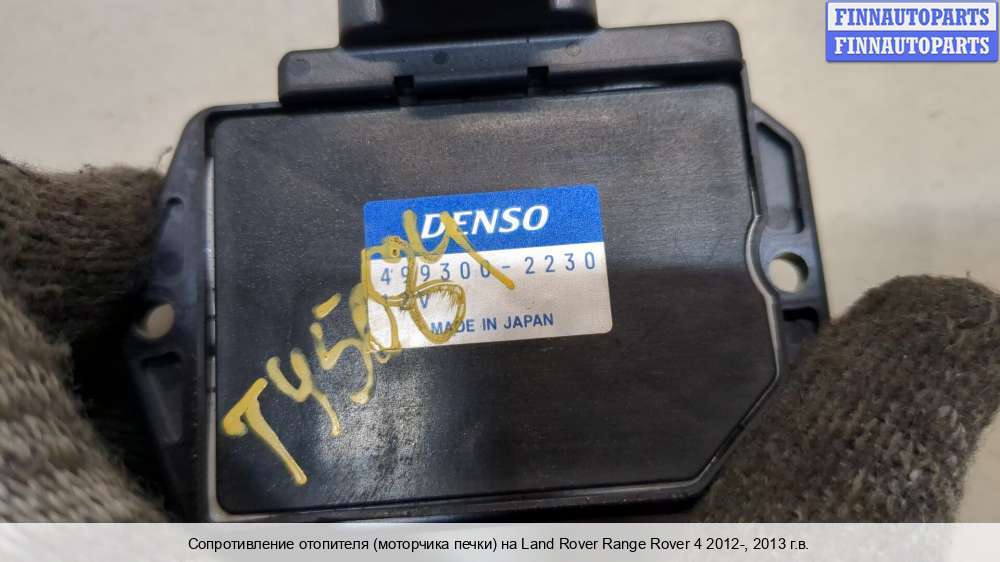 FINNAUTOPARTS
FINNAUTOPARTS
DENSO
499300-2230
V
MADE IN JAPAN
Сопротивление отопителя (моторчика печки) на Land Rover Range Rover 4 2012-, 2013 г.в.